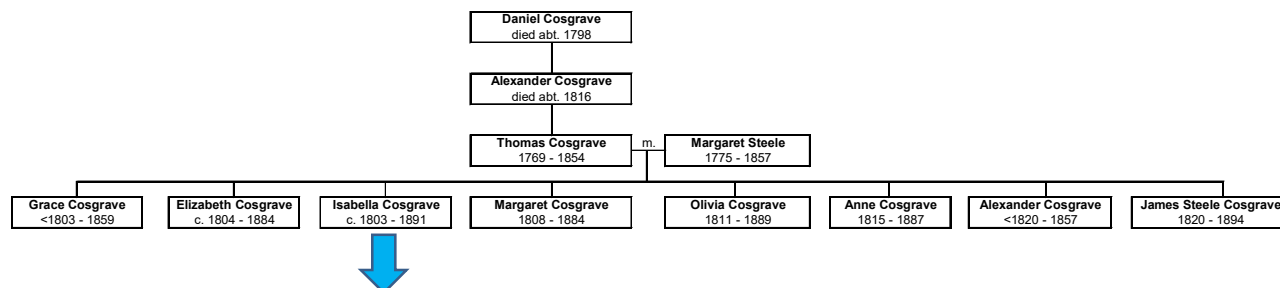 Daniel Cosgrave
died abt. 1798
Alexander Cosgrave
died abt. 1816
Thomas Cosgrave
1769 - 1854
m.
Margaret Steele
1775 - 1857
Grace Cosgrave
<1803 - 1859
Elizabeth Cosgrave
c. 1804 - 1884
Isabella Cosgrave
c. 1803 - 1891
Margaret Cosgrave
1808 - 1884
Olivia Cosgrave
1811 - 1889
Anne Cosgrave
1815 - 1887
Alexander Cosgrave
<1820 - 1857
James Steele Cosgrave
1820 - 1894